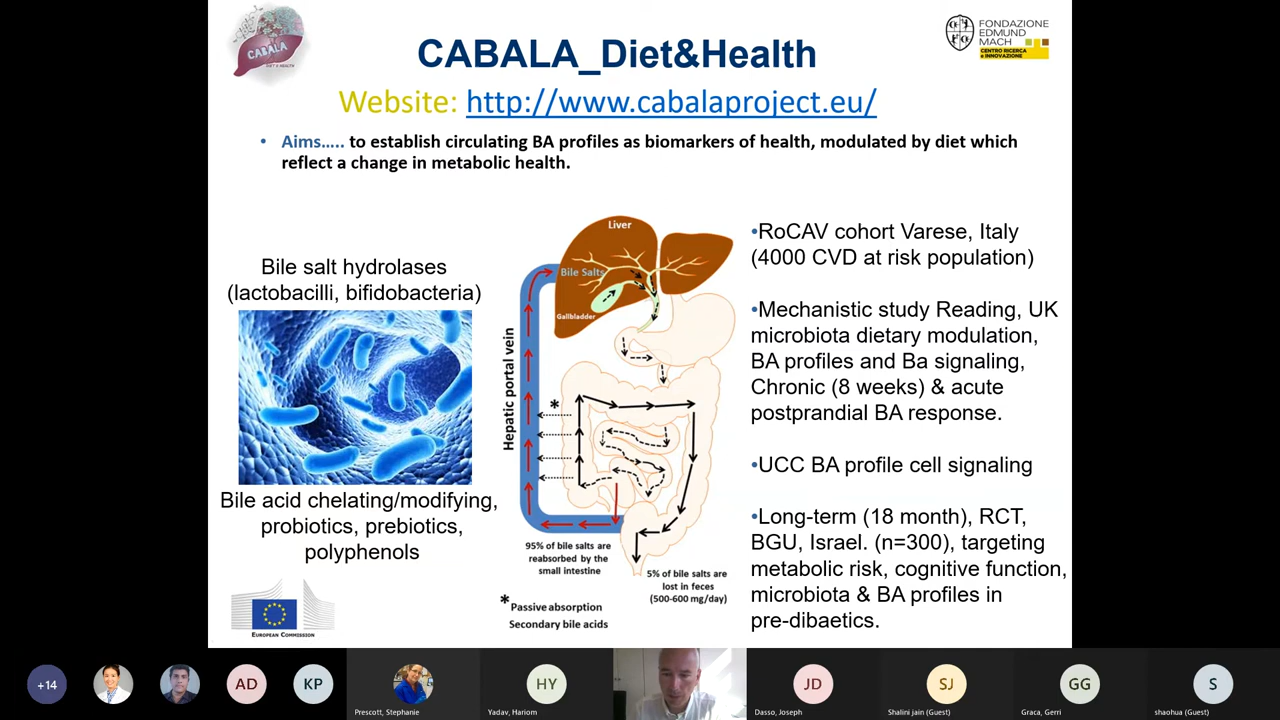 CABALA
DIET & HEALTH
FONDAZIONE
EDMUND
MACH
CENTRO RICERCA
e INNOVAZIONE
CABALA_Diet&Health
Website: http://www.cabalaproject.eu/
• Aims….. to establish circulating BA profiles as biomarkers of health, modulated by diet which
reflect a change in metabolic health.
Bile salt hydrolases
(lactobacilli, bifidobacteria)
Bile acid chelating/modifying,
probiotics, prebiotics,
polyphenols
EUROPEAN COMMISSION
Liver
Bile Salts
Gallbladder
Hepatic portal vein
*
95% of bile salts are
reabsorbed by the
small intestine
5% of bile salts are
lost in feces
(500-600 mg/day)
* Passive absorption
Secondary bile acids
•RoCAV cohort Varese, Italy
(4000 CVD at risk population)
•Mechanistic study Reading, UK
microbiota dietary modulation,
BA profiles and Ba signaling,
Chronic (8 weeks) & acute
postprandial BA response.
•UCC BA profile cell signaling
•Long-term (18 month), RCT,
BGU, Israel. (n=300), targeting
metabolic risk, cognitive function,
microbiota & BA profiles in
pre-dibaetics.
+14
AD
KP
Prescott, Stephanie
HY
Yadav, Hariom
JD
Dasso, Joseph
SJ
Shalini jain (Guest)
GG
Graca, Gerri
S
shaohua (Guest)